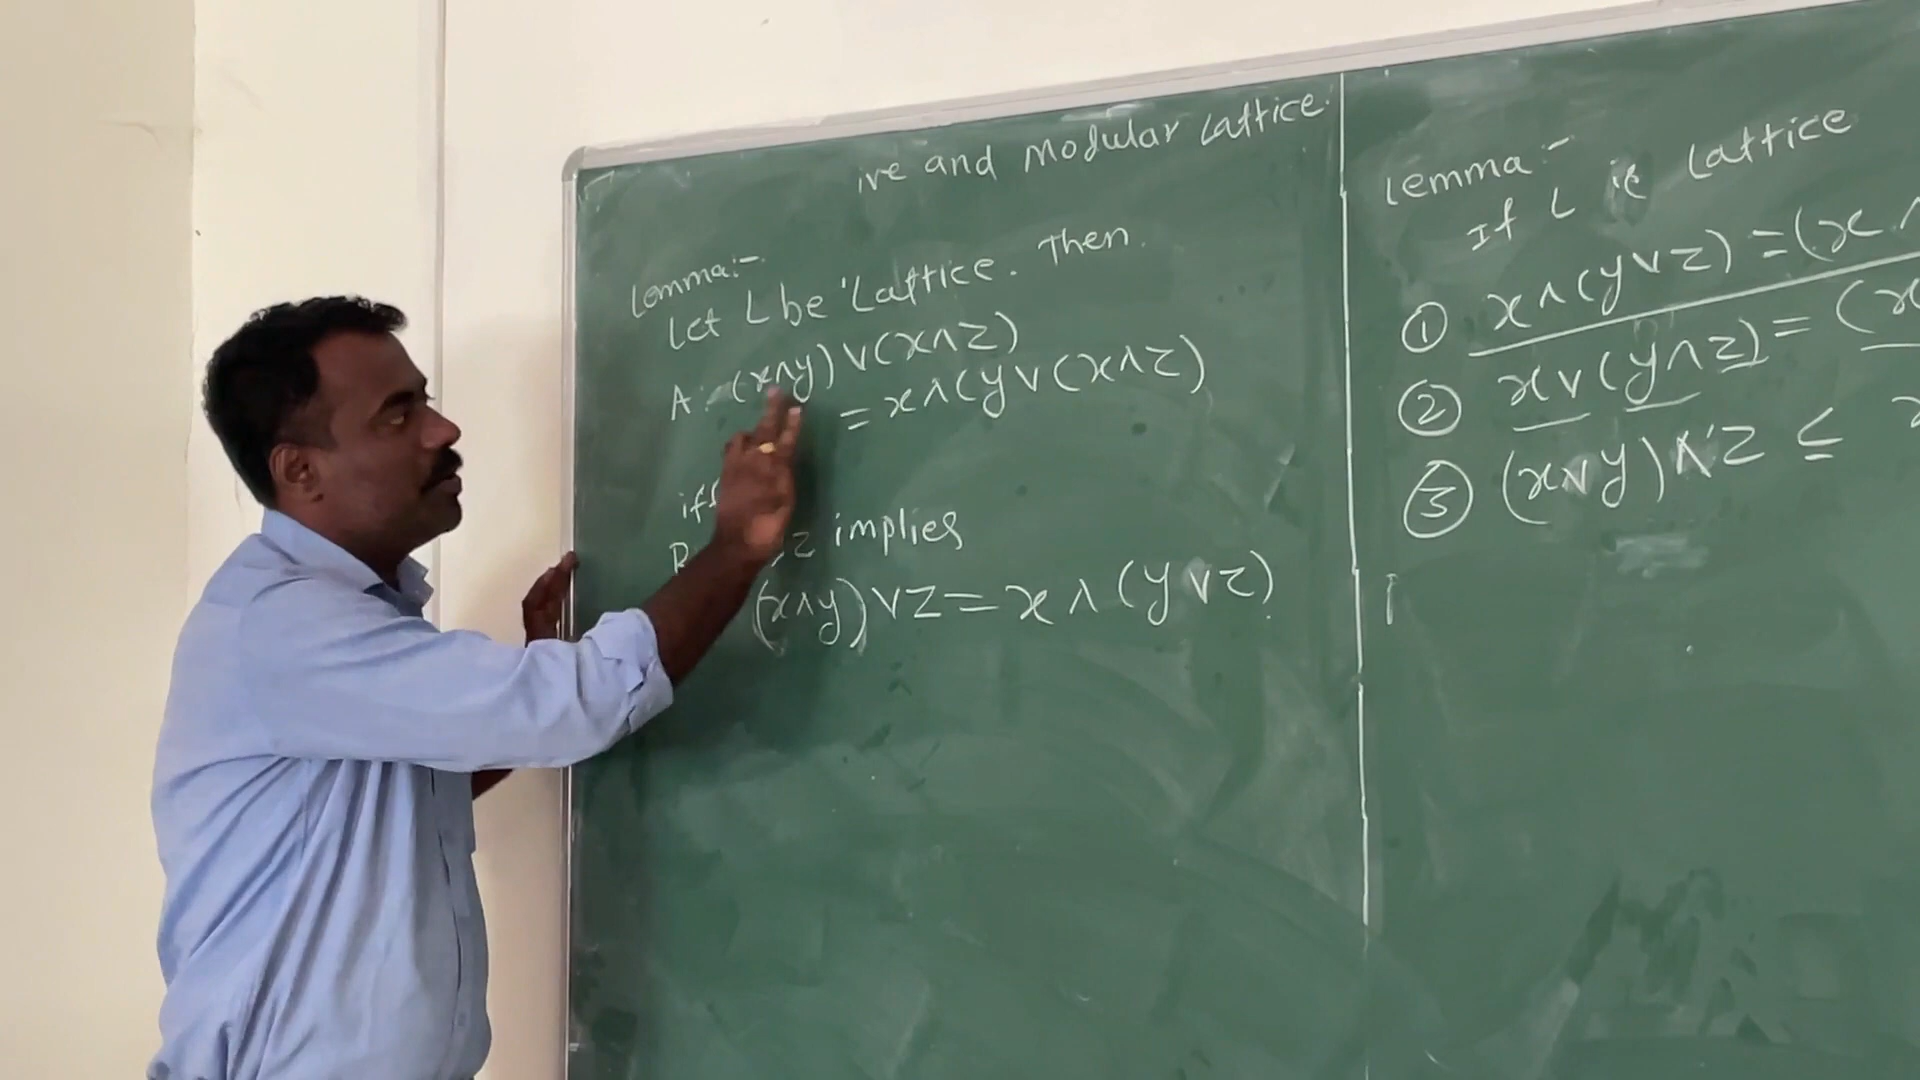 ive and Modular Lattice.
Lemma:-
Let L be Lattice. Then.
A: (x∧y)∨(x∧z)
= x∧(y∨(x∧z)
iff
z implies
(x∧y)∨z = x∧(y∨z)
Lemma:-
If L is Lattice
① x∧(y∨z) = (x∧
② x∨(y∧z) = (x
③ (x∨y)∧z ≤